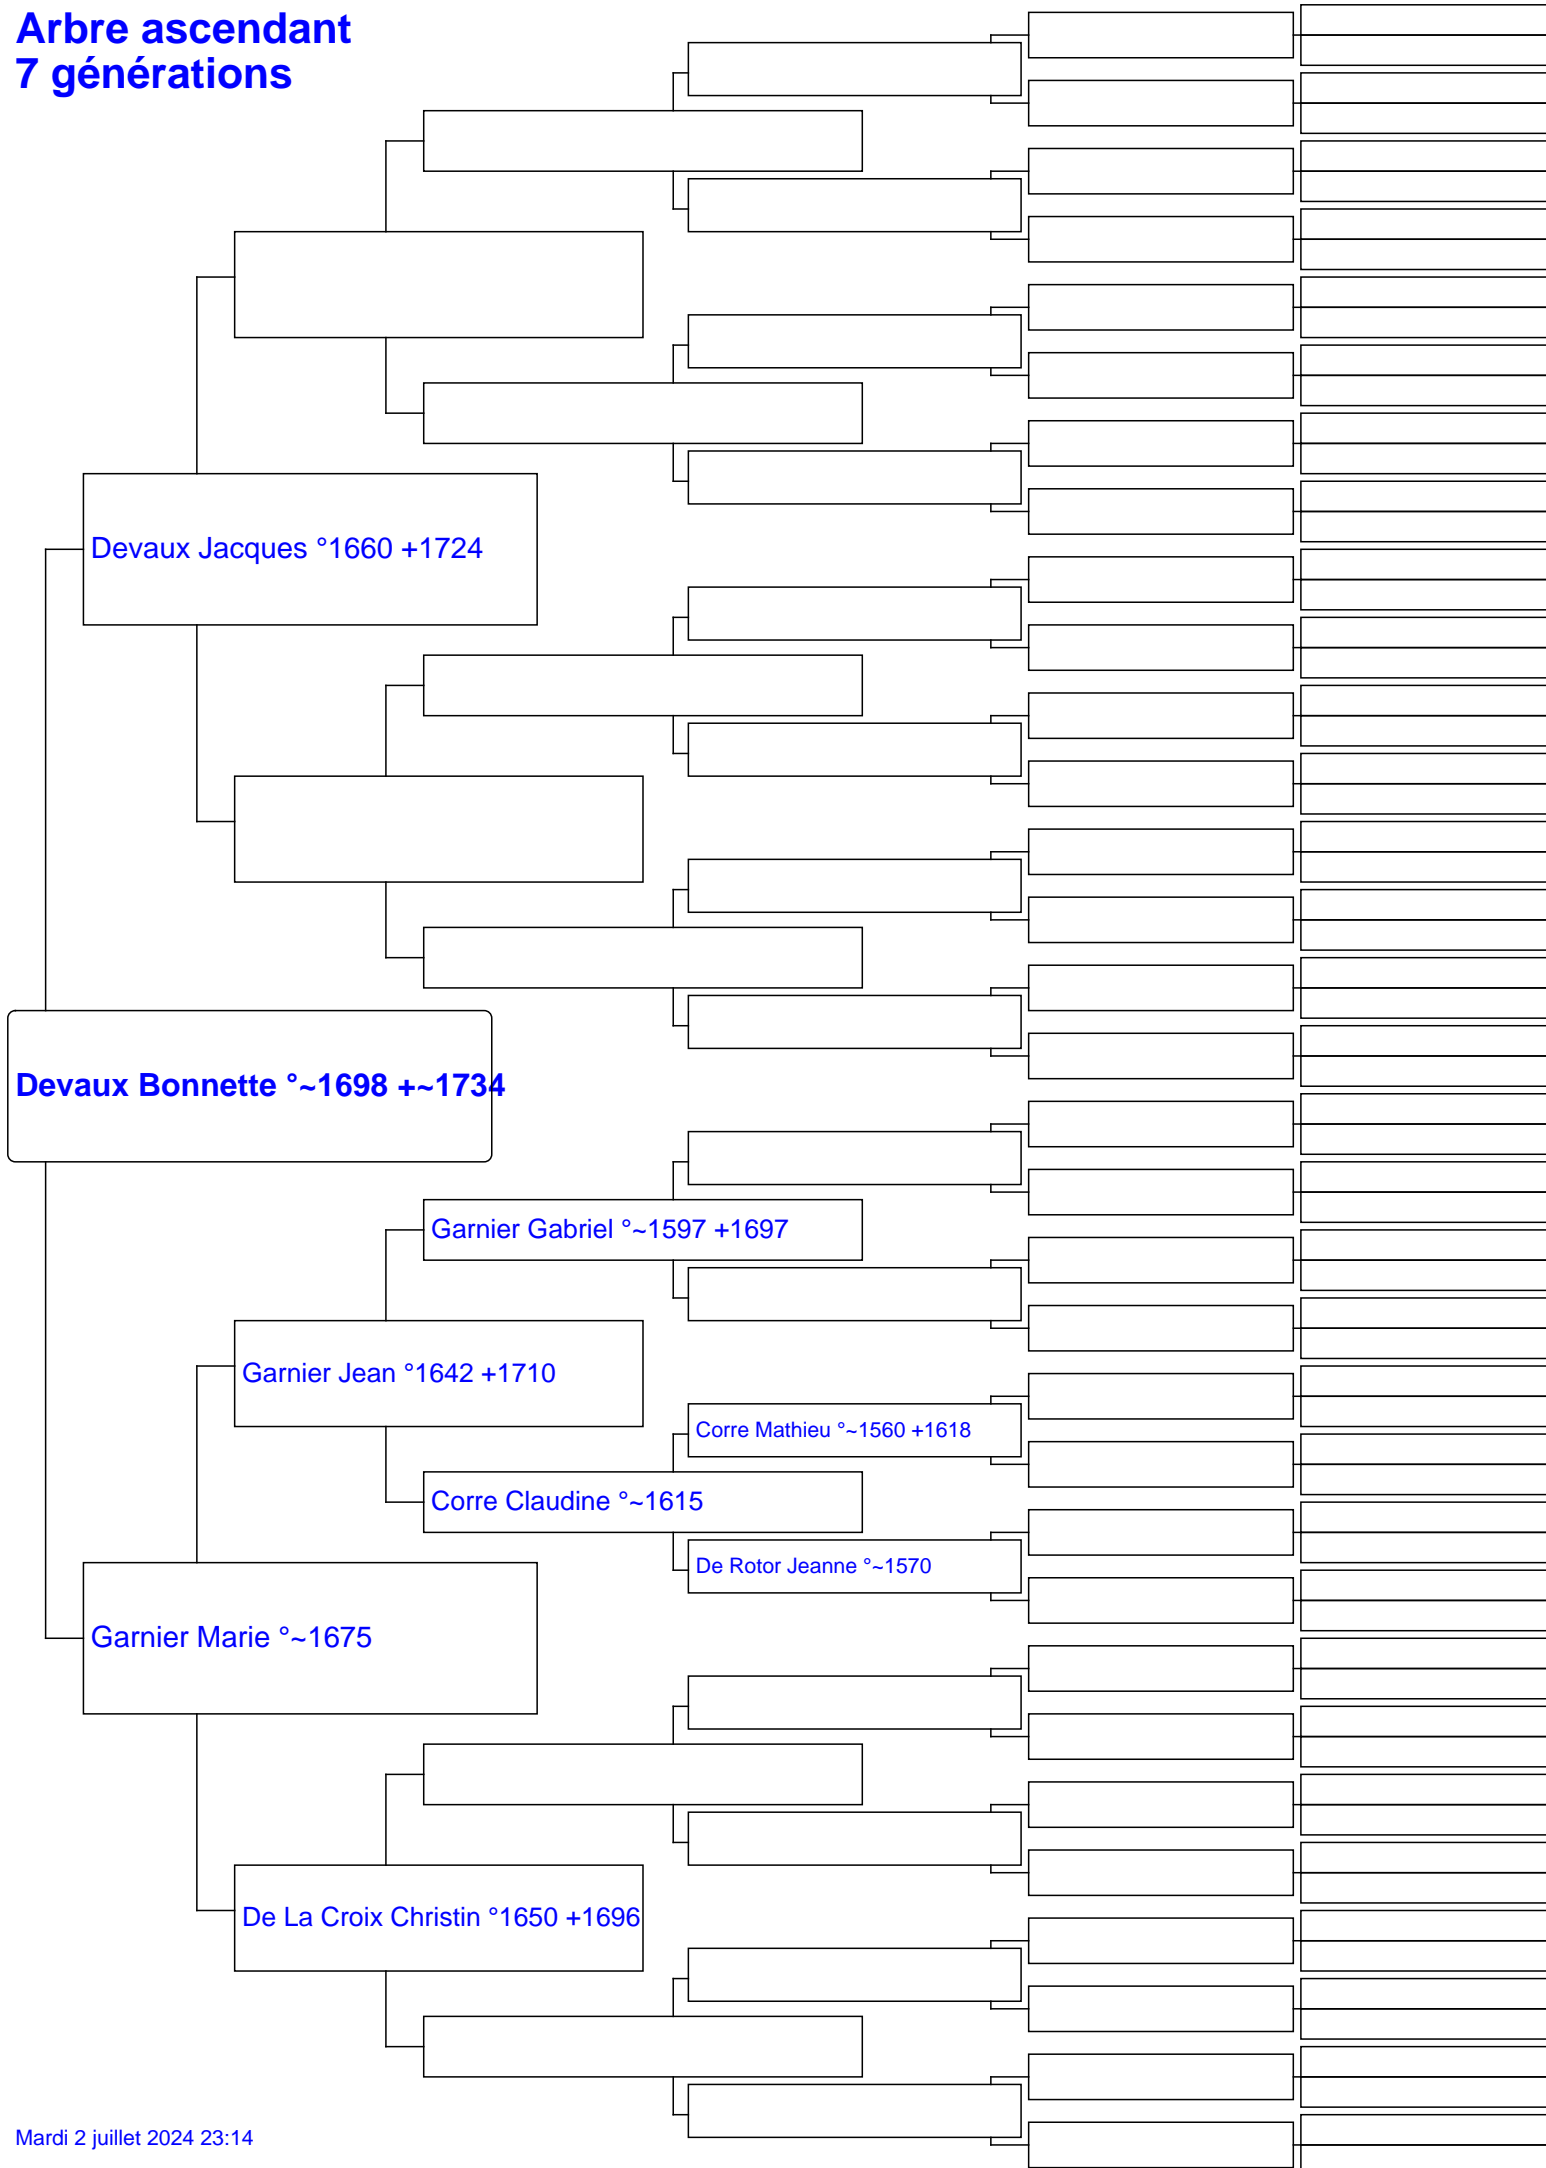 Arbre ascendant
7 générations
Devaux Jacques °1660 +1724
Devaux Bonnette °~1698 +~1734
Garnier Gabriel °~1597 +1697
Garnier Jean °1642 +1710
Corre Mathieu °~1560 +1618
Corre Claudine °~1615
De Rotor Jeanne °~1570
Garnier Marie °~1675
De La Croix Christin °1650 +1696
Mardi 2 juillet 2024 23:14